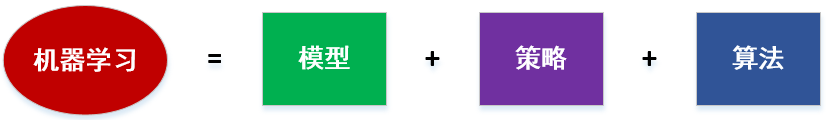 机器学习 = 模型 + 策略 + 算法